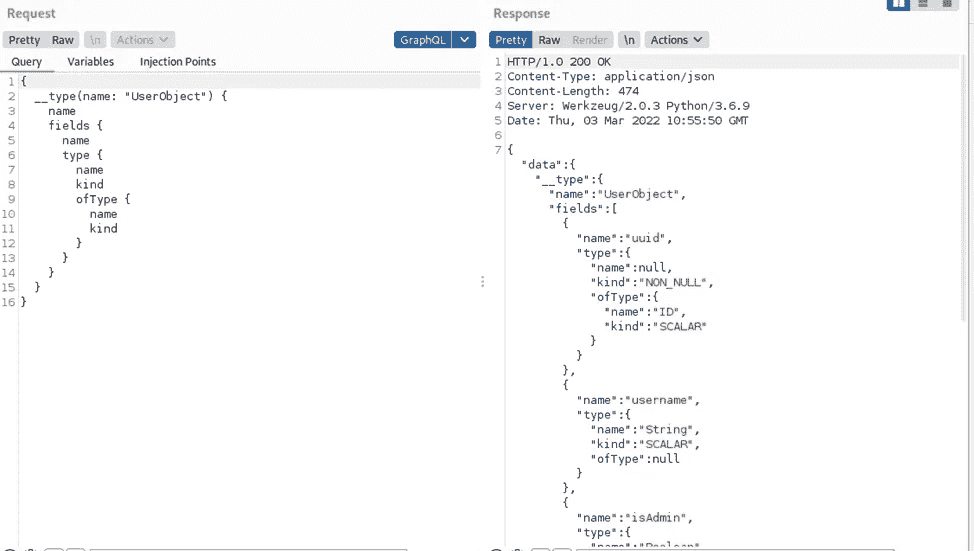 Request
Pretty Raw \n Actions
GraphQL
Query Variables Injection Points
1 {
2 __type(name: "UserObject") {
3 name
4 fields {
5 name
6 type {
7 name
8 kind
9 ofType {
10 name
11 kind
12 }
13 }
14 }
15 }
16 }
Response
Pretty Raw Render \n Actions
1 HTTP/1.0 200 OK
2 Content-Type: application/json
3 Content-Length: 474
4 Server: Werkzeug/2.0.3 Python/3.6.9
5 Date: Thu, 03 Mar 2022 10:55:50 GMT
6
7 {
"data":{
"__type":{
"name":"UserObject",
"fields":[
{
"name":"uuid",
"type":{
"name":null,
"kind":"NON_NULL",
"ofType":{
"name":"ID",
"kind":"SCALAR"
}
}
},
{
"name":"username",
"type":{
"name":"String",
"kind":"SCALAR",
"ofType":null
}
},
{
"name":"isAdmin",
"type":{
"name":"Boolean"